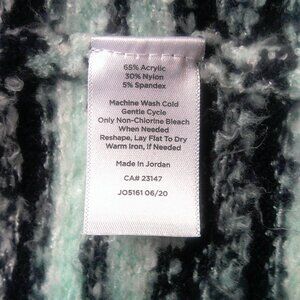 65% Acrylic
30% Nylon
5% Spandex
Machine Wash Cold
Gentle Cycle
Only Non-Chlorine Bleach
When Needed
Reshape, Lay Flat To Dry
Warm Iron, If Needed
Made In Jordan
CA# 23147
JO5161 06/20